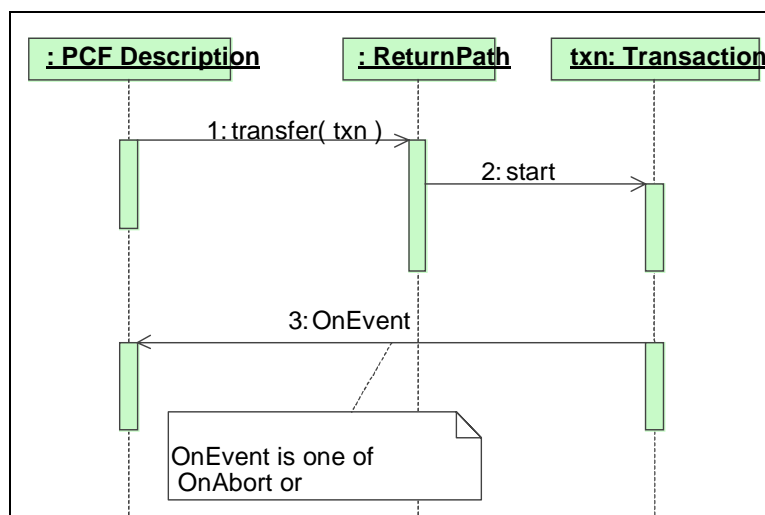 : PCF Description
: ReturnPath
txn: Transaction
1: transfer( txn )
2: start
3: OnEvent
OnEvent is one of
OnAbort or